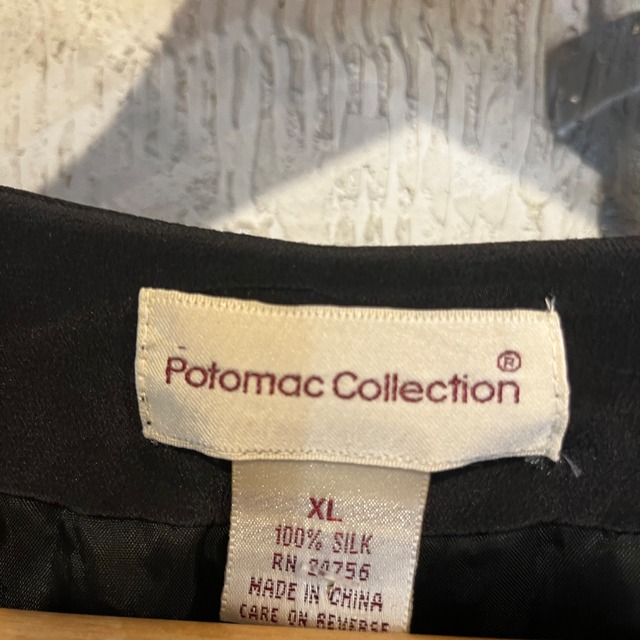 Potomac Collection®
XL
100% SILK
RN 24756
MADE IN CHINA
CARE ON REVERSE